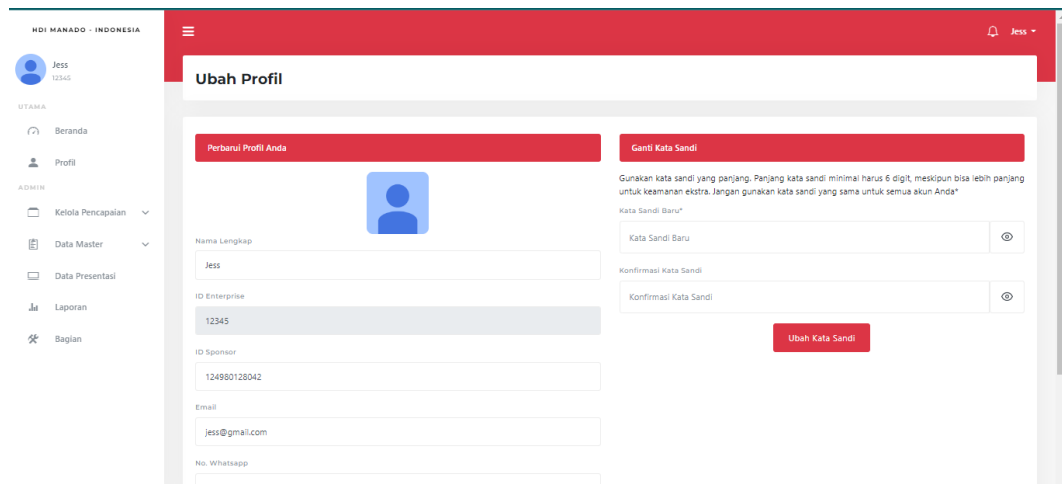 HDI MANADO - INDONESIA
Jess
Jess
12345
Ubah Profil
UTAMA
Beranda
Profil
ADMIN
Kelola Pencapaian
Data Master
Data Presentasi
Laporan
Bagian
Perbarui Profil Anda
Nama Lengkap
Jess
ID Enterprise
12345
ID Sponsor
124980128042
Email
jess@gmail.com
No. Whatsapp
Ganti Kata Sandi
Gunakan kata sandi yang panjang. Panjang kata sandi minimal harus 6 digit, meskipun bisa lebih panjang
untuk keamanan ekstra. Jangan gunakan kata sandi yang sama untuk semua akun Anda*
Kata Sandi Baru*
Kata Sandi Baru
Konfirmasi Kata Sandi
Konfirmasi Kata Sandi
Ubah Kata Sandi